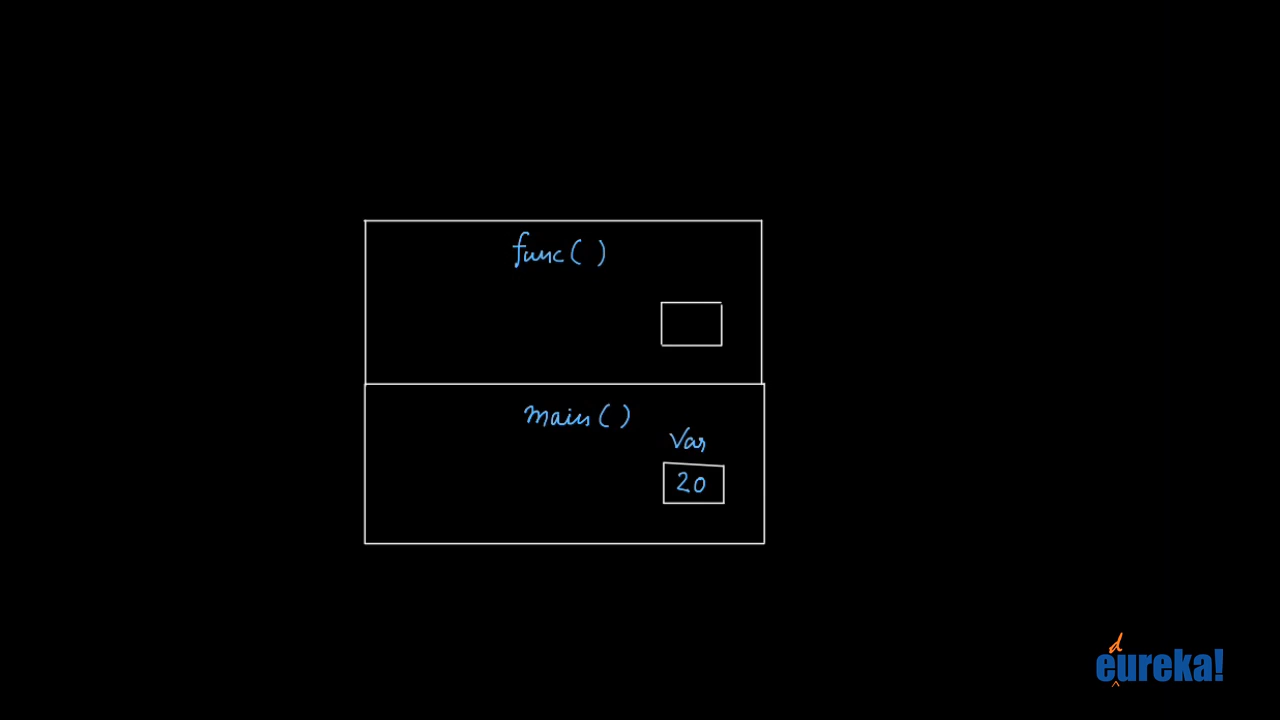 func( )
main( )
Var
20
d
eureka!
^